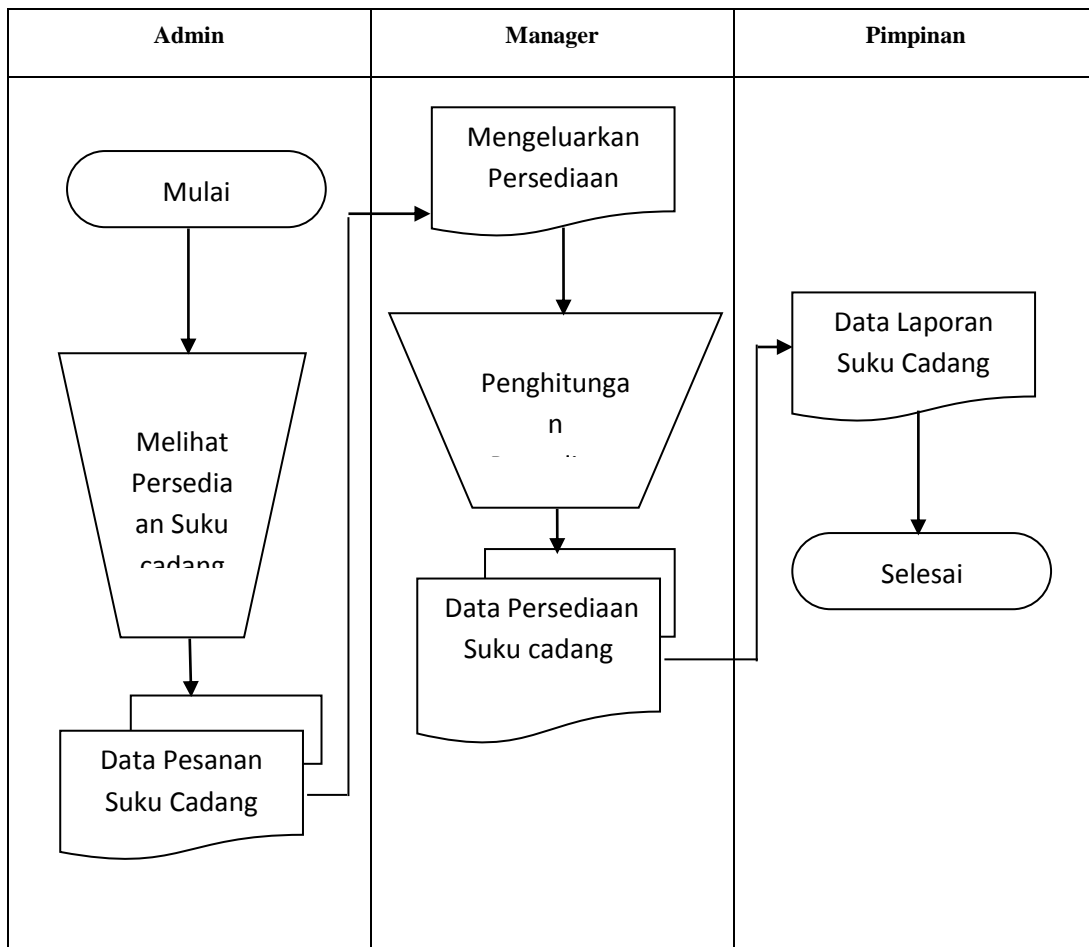 Admin
Manager
Pimpinan
Mulai
Melihat
Persedia
an Suku
cadang
Data Pesanan
Suku Cadang
Mengeluarkan
Persediaan
Penghitunga
n
Data Persediaan
Suku cadang
Data Laporan
Suku Cadang
Selesai